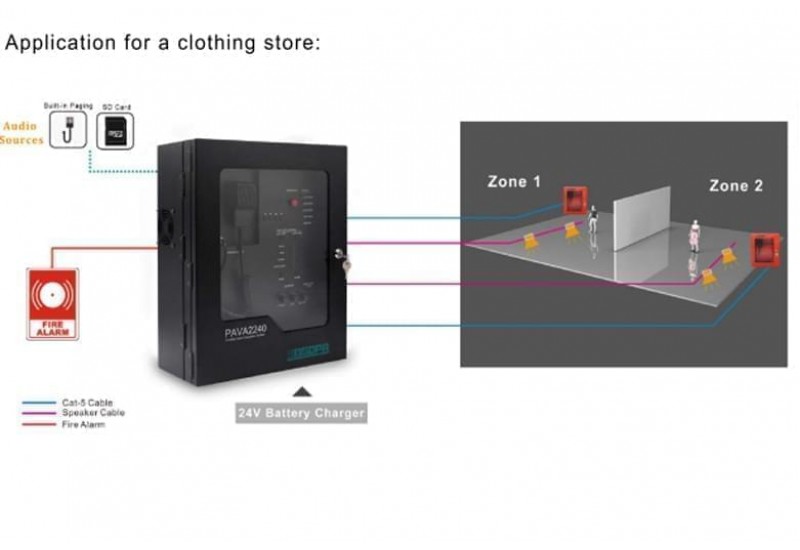 Application for a clothing store:
Built-in Paging
SD Card
Audio
Sources
Zone 1
Zone 2
FIRE
ALARM
PAVA2240
24V Battery Charger
Cat-5 Cable
Speaker Cable
Fire Alarm